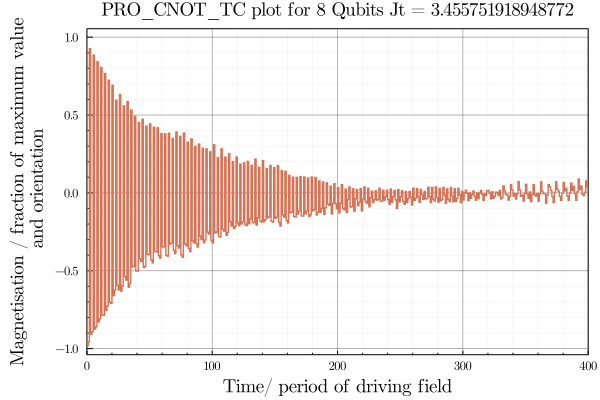 PRO_CNOT_TC plot for 8 Qubits Jt = 3.455751918948772
Magnetisation / fraction of maximum value
and orientation
1.0
0.5
0.0
−0.5
−1.0
0 100 200 300 400
Time/ period of driving field